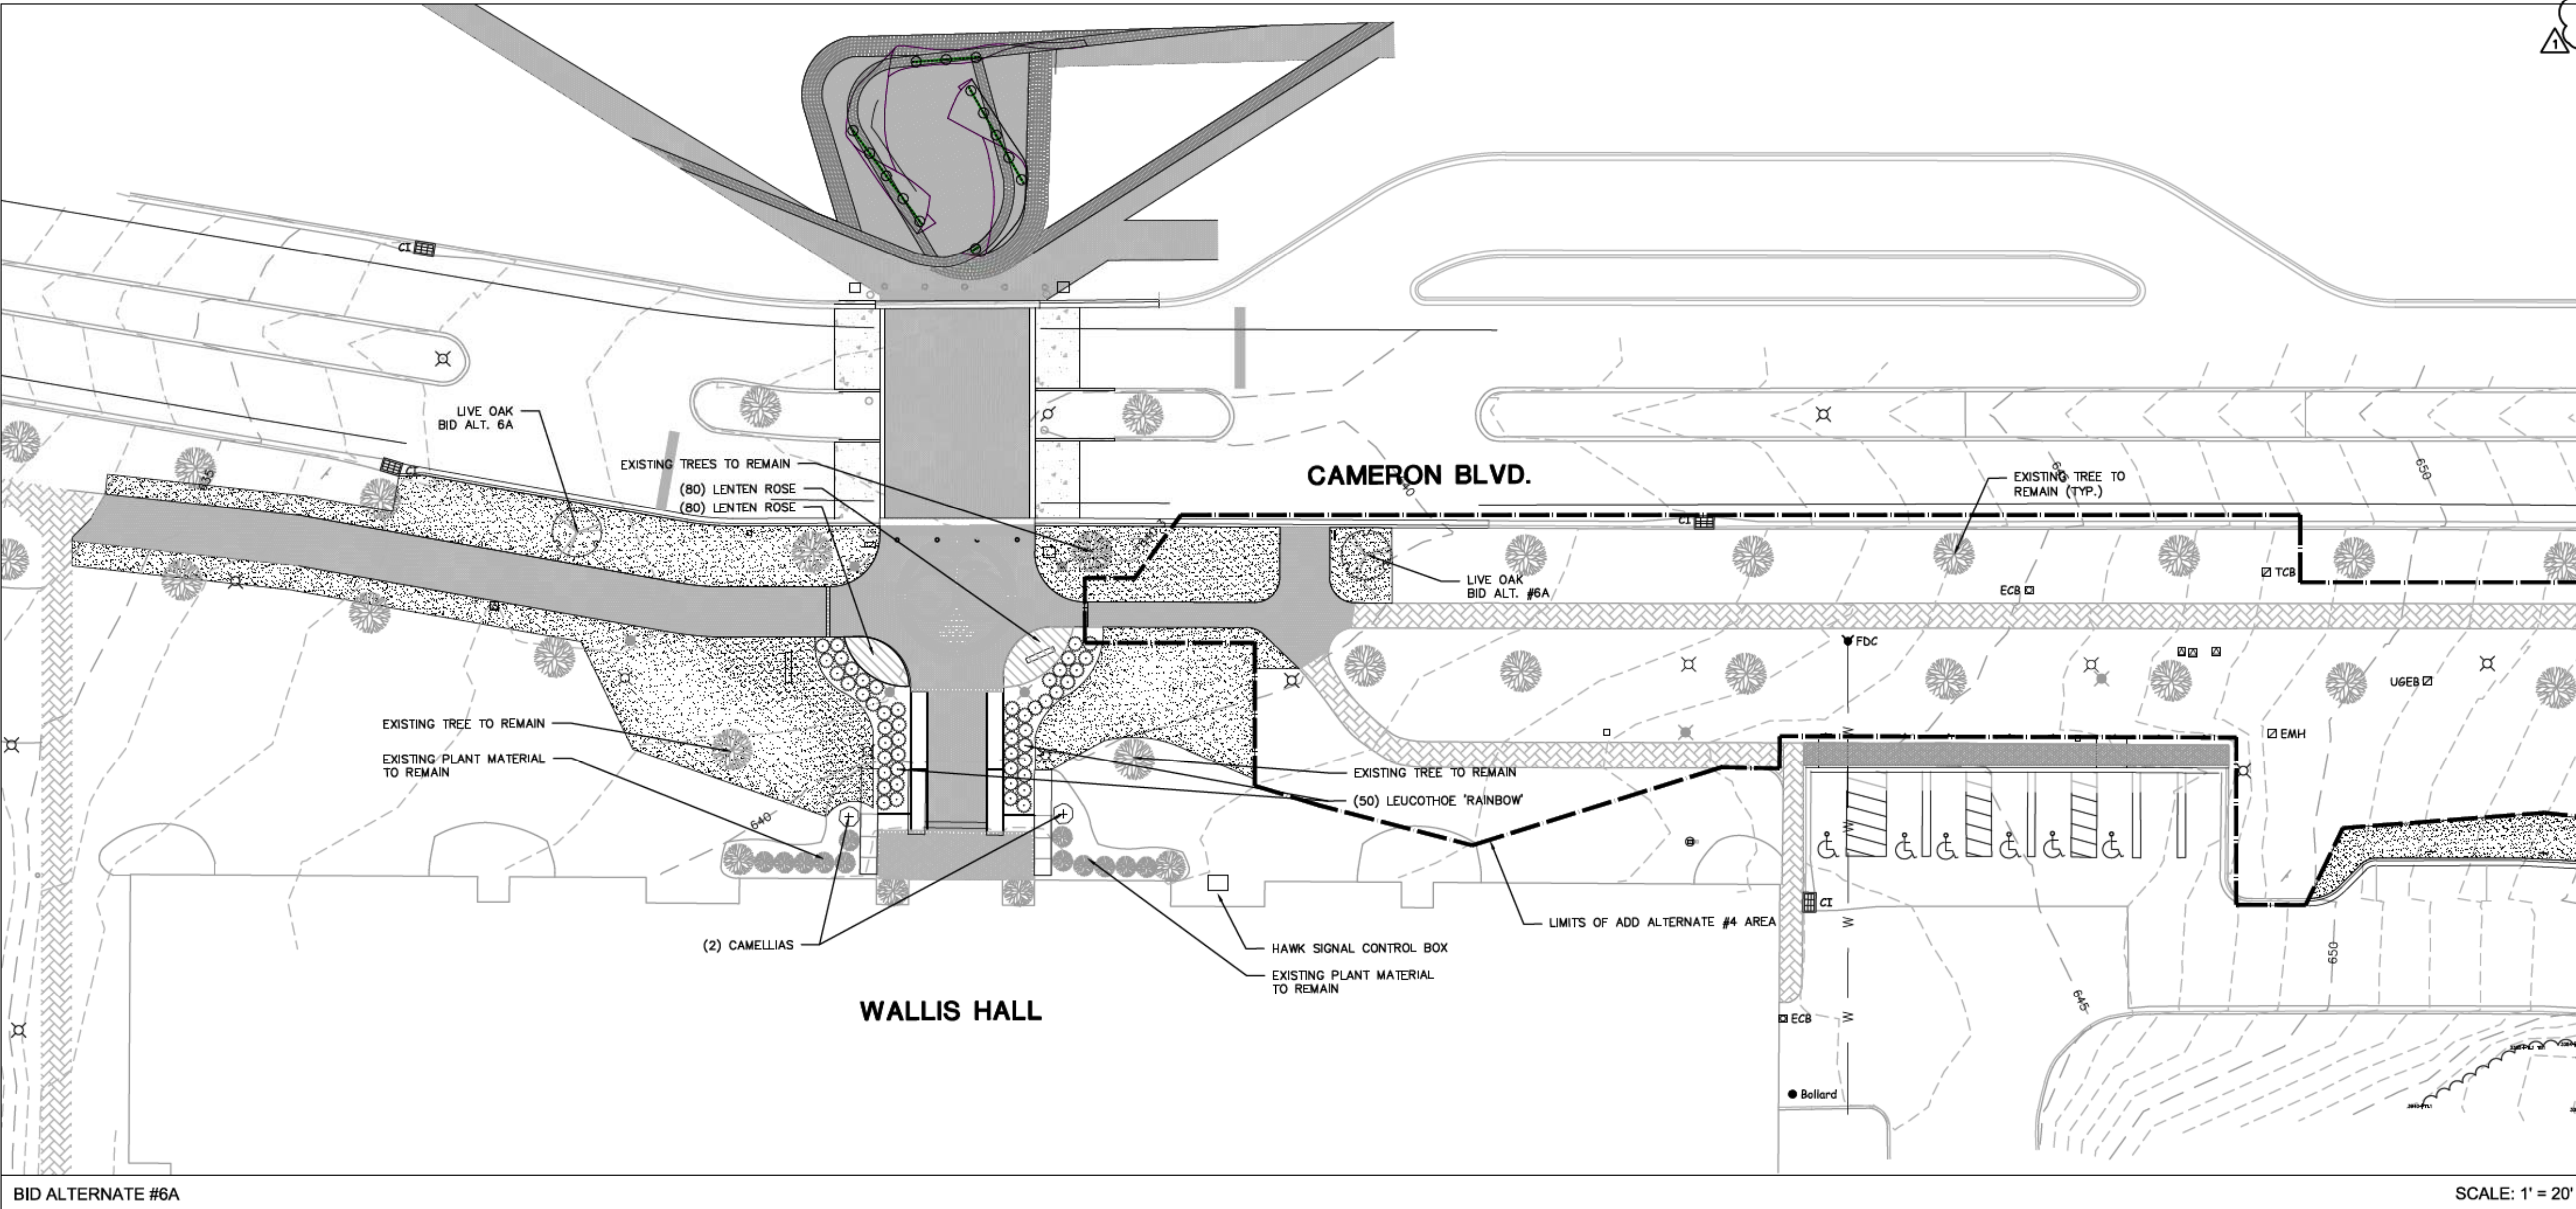 1
CI
LIVE OAK
BID ALT. 6A
EXISTING TREES TO REMAIN
(80) LENTEN ROSE
(80) LENTEN ROSE
CAMERON BLVD.
EXISTING TREE TO
REMAIN (TYP.)
650
635
CI
TCB
LIVE OAK
BID ALT. #6A
ECB
FDC
UGEB
EXISTING TREE TO REMAIN
EMH
EXISTING PLANT MATERIAL
TO REMAIN
EXISTING TREE TO REMAIN
(50) LEUCOTHOE 'RAINBOW'
640
W
W
CI
LIMITS OF ADD ALTERNATE #4 AREA
W
(2) CAMELLIAS
HAWK SIGNAL CONTROL BOX
650
EXISTING PLANT MATERIAL
TO REMAIN
645
WALLIS HALL
ECB
W
Bollard
BID ALTERNATE #6A
SCALE: 1' = 20'